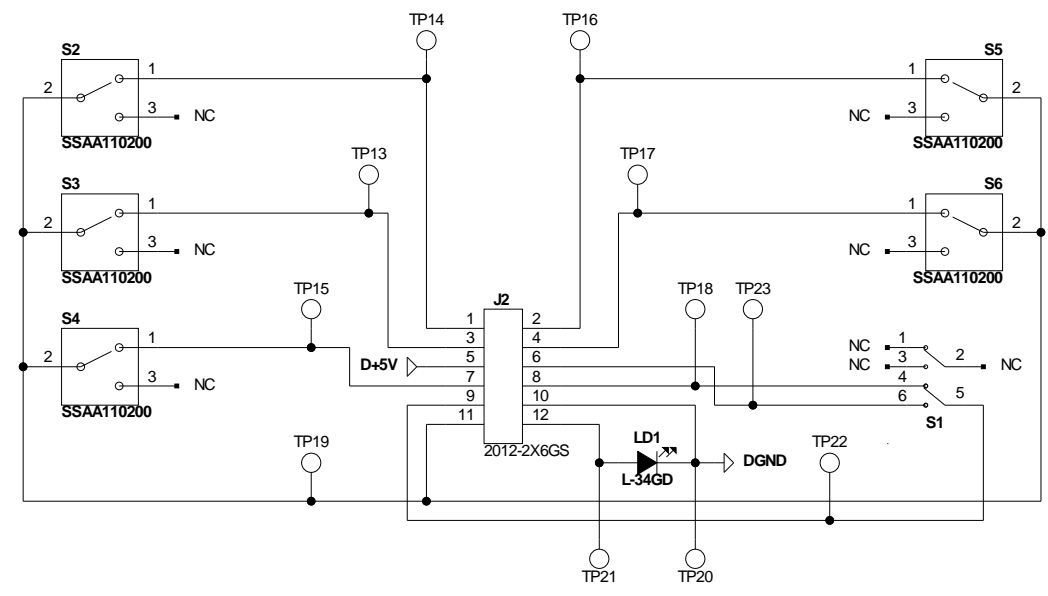 TP14 TP16
S2 S5
1 1
2 2
3 NC NC 3
SSAA110200 SSAA110200
TP13 TP17
S3 S6
1 1
2 2
3 NC NC 3
SSAA110200 SSAA110200
TP15 TP18 TP23
S4 J2
1 1 2
3 4
NC 1
2 D+5V 5 6 NC 3 2 NC
3 NC 7 8 4
9 10 6 5
SSAA110200 11 12 S1
TP19 2012-2X6GS LD1 TP22
DGND
L-34GD
TP21 TP20